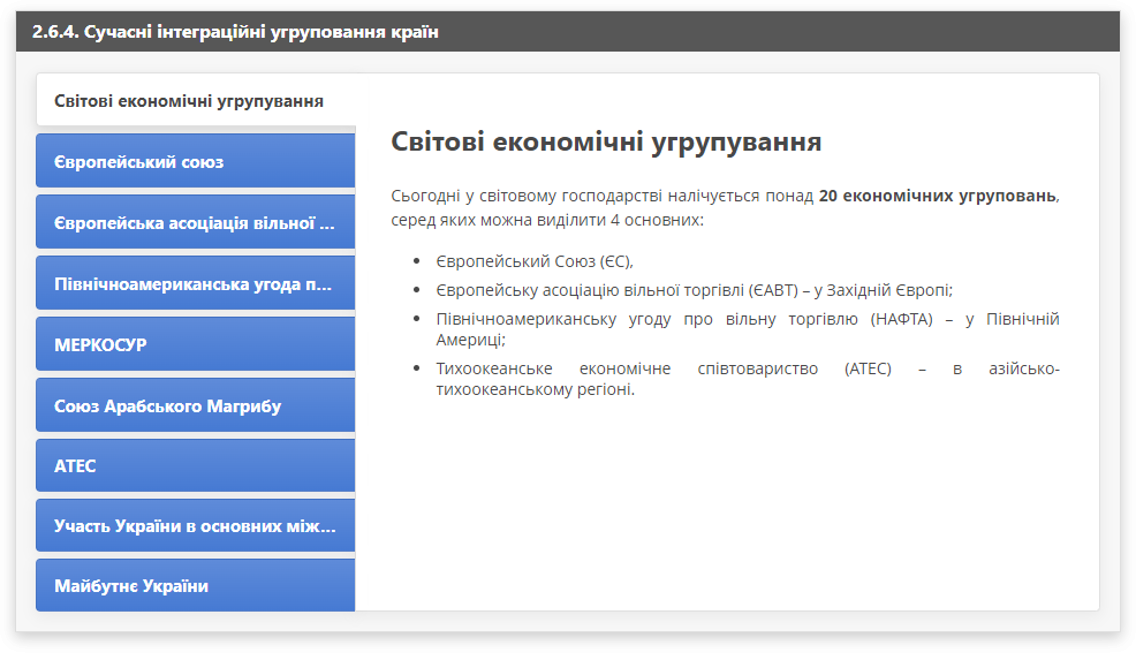 2.6.4. Сучасні інтеграційні угруповання країн
Світові економічні угрупування
Європейський союз
Європейська асоціація вільної ...
Північноамериканська угода п...
МЕРКОСУР
Союз Арабського Магрибу
АТЕС
Участь України в основних між...
Майбутнє України
Світові економічні угрупування
Сьогодні у світовому господарстві налічується понад 20 економічних угруповань,
серед яких можна виділити 4 основних:
• Європейський Союз (ЄС),
• Європейську асоціацію вільної торгівлі (ЄАВТ) – у Західній Європі;
• Північноамериканську угоду про вільну торгівлю (НАФТА) – у Північній
Америці;
• Тихоокеанське економічне співтовариство (АТЕС) – в азійсько-
тихоокеанському регіоні.